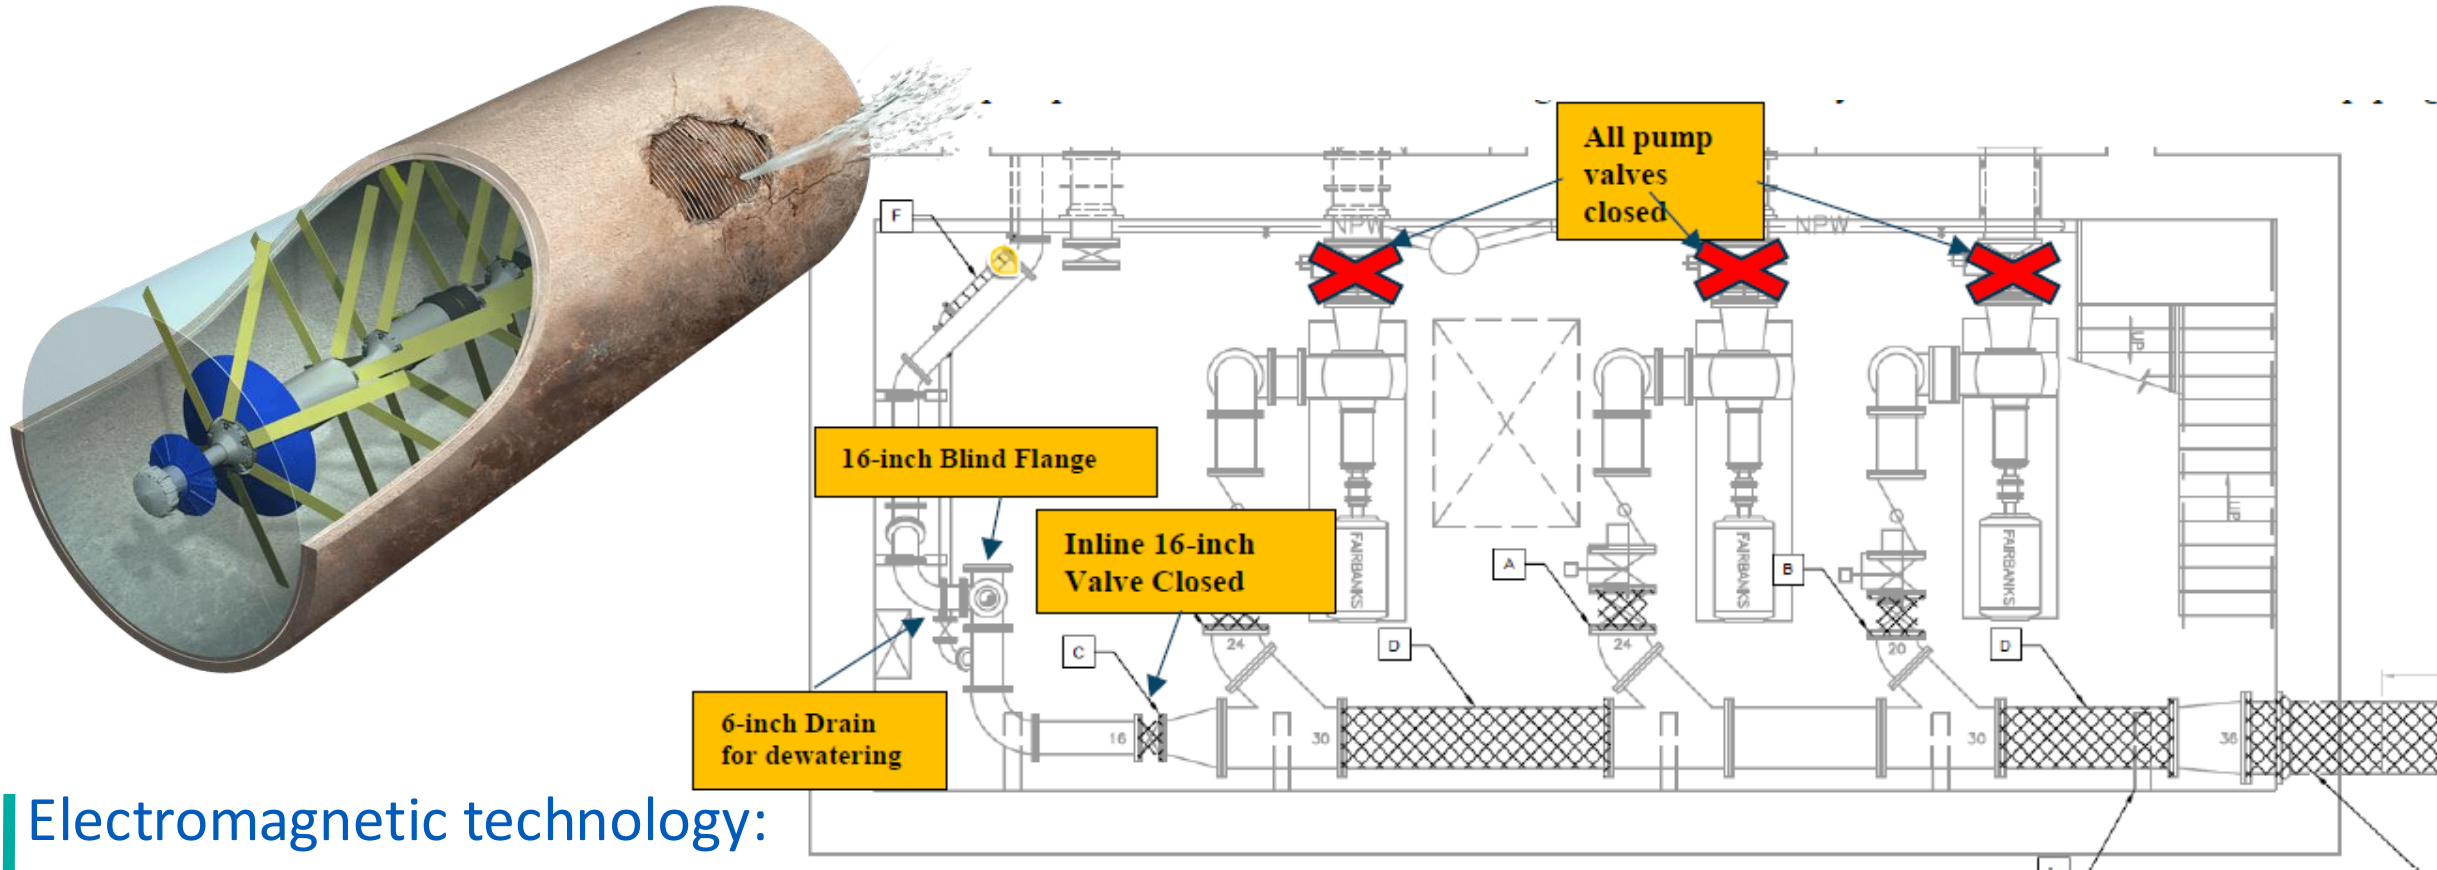 All pump
valves
closed
F
NPW
NPW
UP
16-inch Blind Flange
UP
Inline 16-inch
Valve Closed
FAIRBANKS
FAIRBANKS
FAIRBANKS
A
B
C
24
D
24
20
D
6-inch Drain
for dewatering
16
30
30
36
Electromagnetic technology: